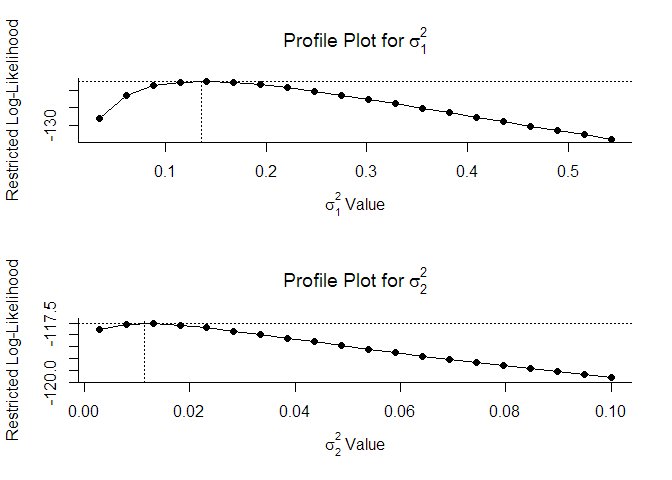 Profile Plot for σ₁²
Restricted Log-Likelihood
-130
0.1 0.2 0.3 0.4 0.5
σ₁² Value
Profile Plot for σ₂²
Restricted Log-Likelihood
-120.0 -117.5
0.00 0.02 0.04 0.06 0.08 0.10
σ₂² Value